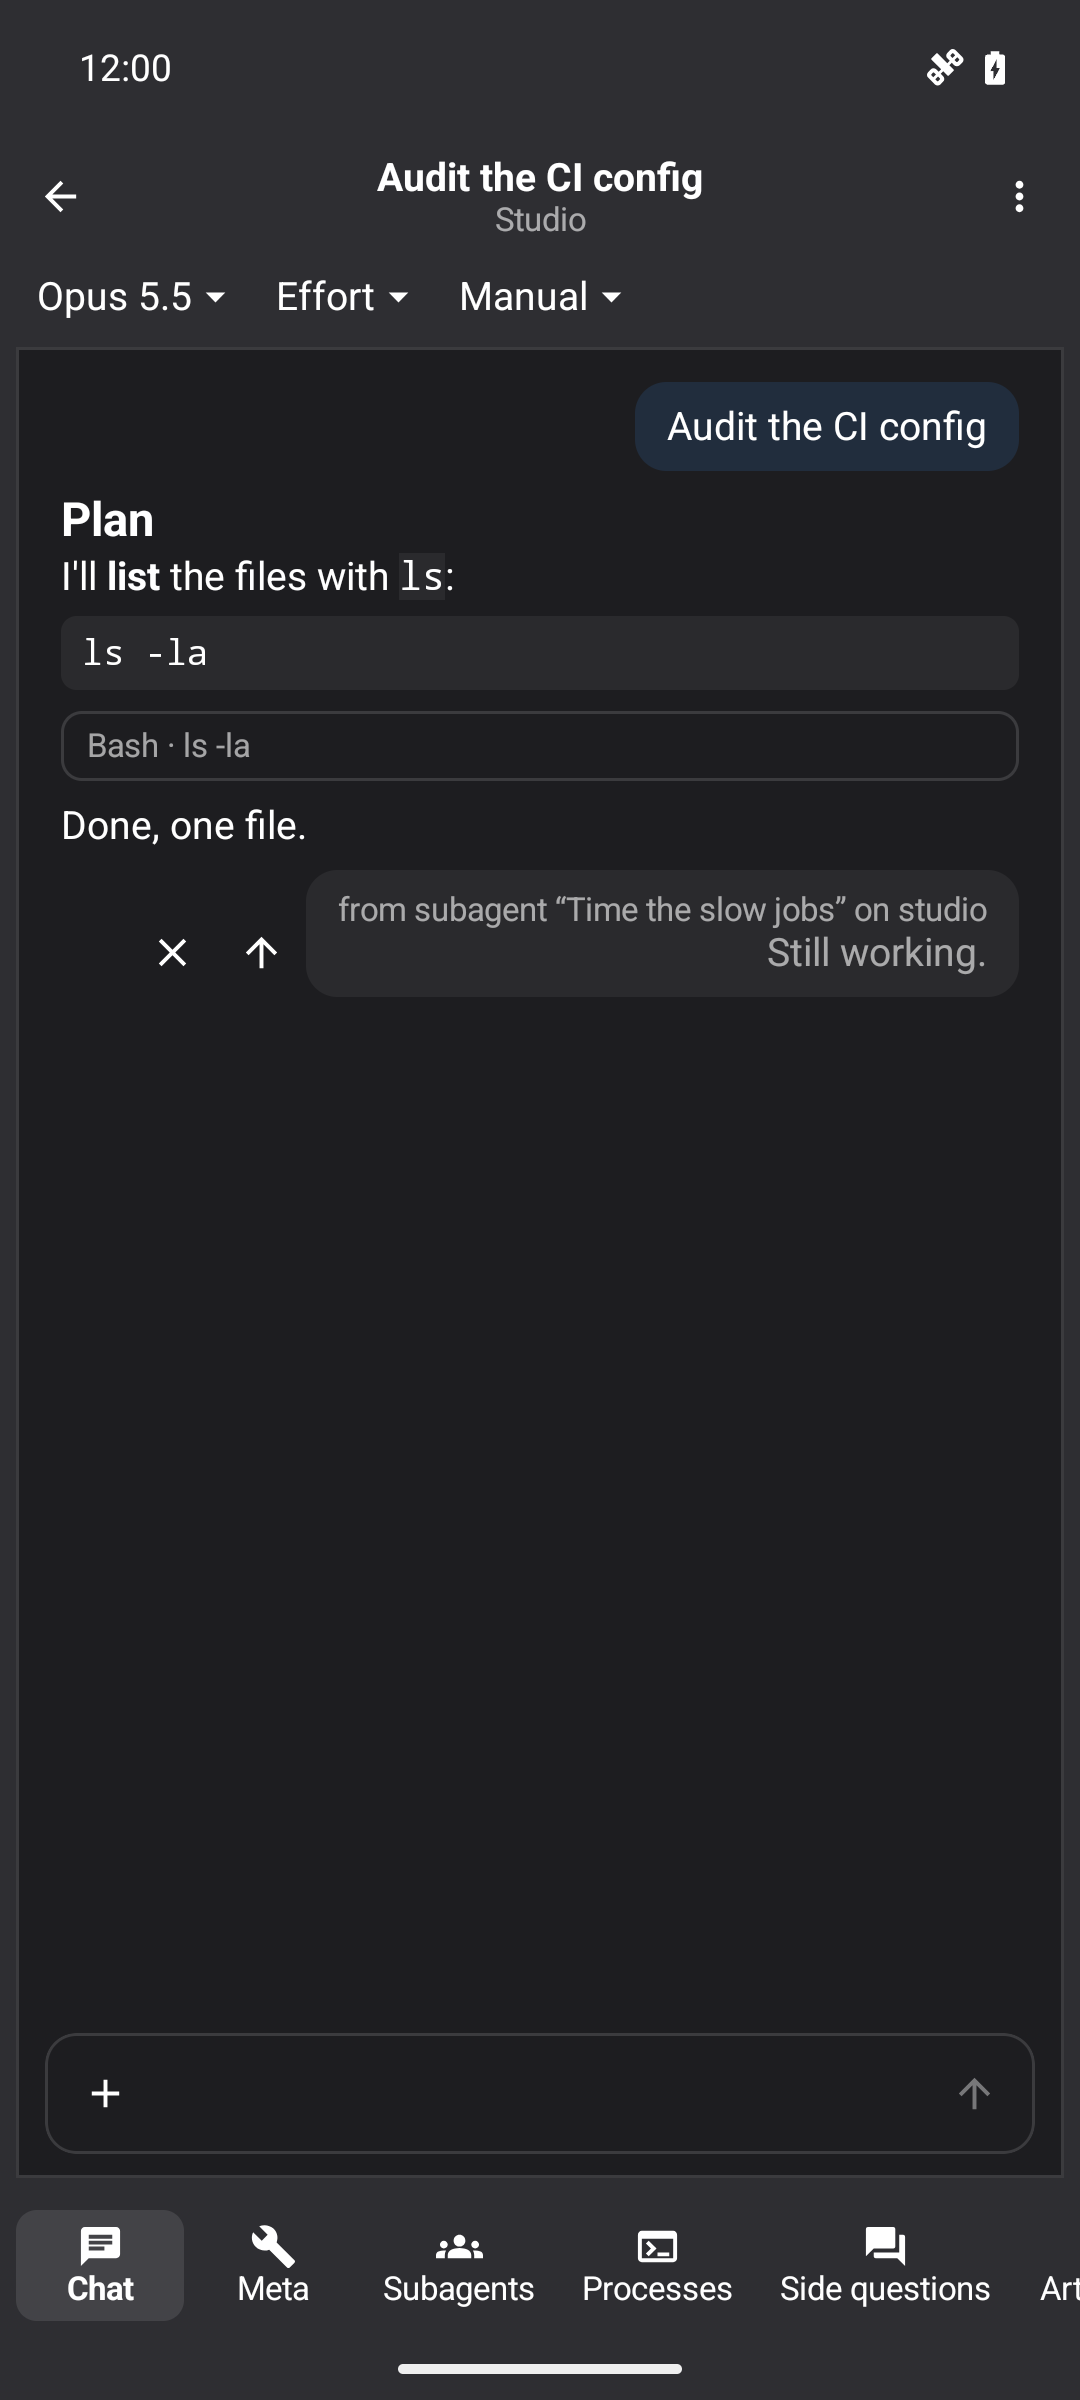 12:00
Audit the CI config
Studio
Opus 5.5
Effort
Manual
Audit the CI config
Plan
I'll list the files with ls:
ls -la
Bash · ls -la
Done, one file.
from subagent “Time the slow jobs” on studio
Still working.
Chat
Meta
Subagents
Processes
Side questions
Art